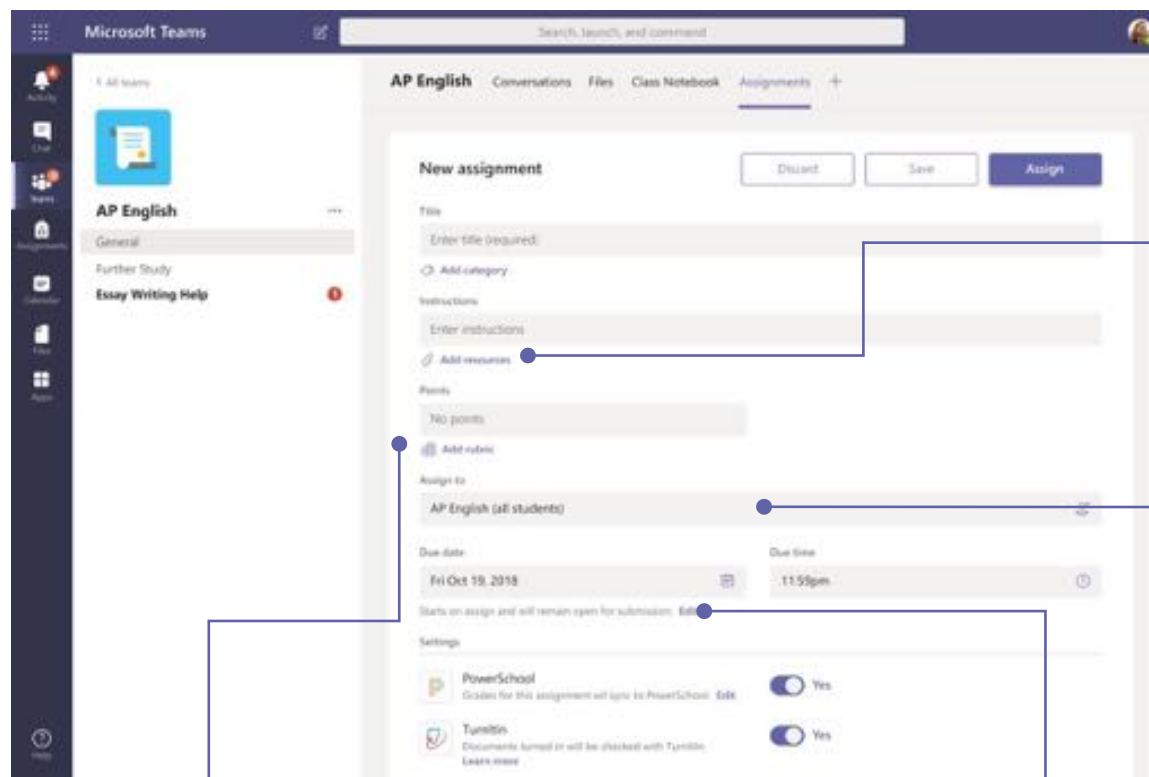 Microsoft Teams
Search, launch, and command
Activity
Chat
Teams
Assignments
Calendar
Files
Apps
Help
< All teams
AP English
General
Further Study
Essay Writing Help
AP English Conversations Files Class Notebook Assignments +
New assignment
Discard Save Assign
Title
Enter title (required)
Add category
Instructions
Enter instructions
Add resources
Points
No points
Add rubric
Assign to
AP English (all students)
Due date Due time
Fri Oct 19, 2018 11:59pm
Starts on assign and will remain open for submission. Edit
Settings
PowerSchool
Grades for this assignment will sync to PowerSchool. Edit
Yes
Turnitin
Documents turned in will be checked with Turnitin.
Learn more
Yes